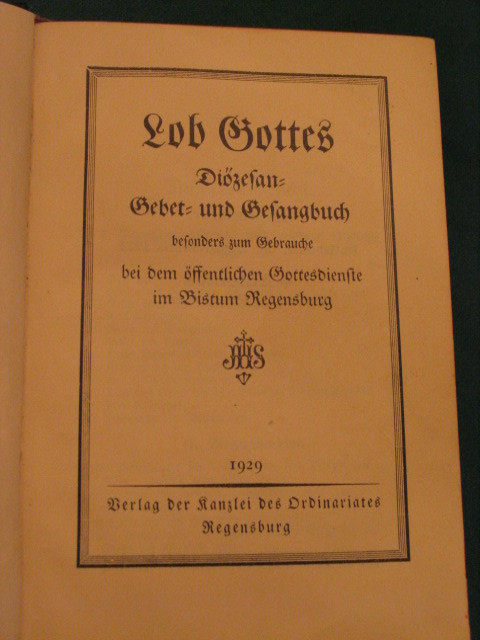 Lob Gottes
Diözesan-
Gebet- und Gesangbuch
besonders zum Gebrauche
bei dem öffentlichen Gottesdienste
im Bistum Regensburg
IHS
1929
Verlag der Kanzlei des Ordinariates
Regensburg